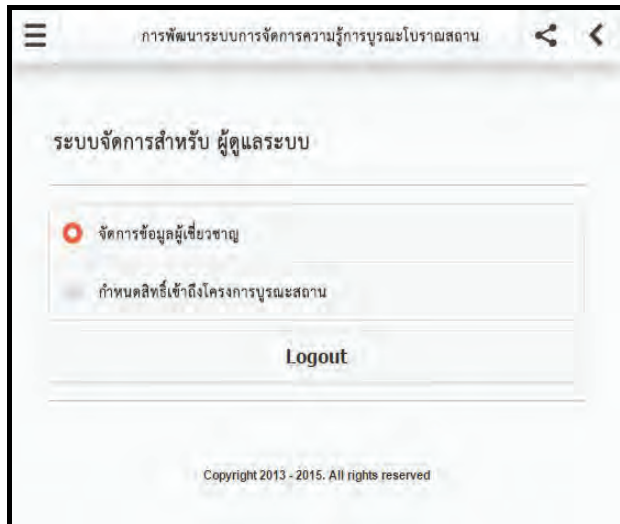 การพัฒนาระบบการจัดการความรู้การบูรณะโบราณสถาน
ระบบจัดการสำหรับ ผู้ดูแลระบบ
จัดการข้อมูลผู้เชี่ยวชาญ
กำหนดสิทธิ์เข้าถึงโครงการบูรณะสถาน
Logout
Copyright 2013 - 2015. All rights reserved